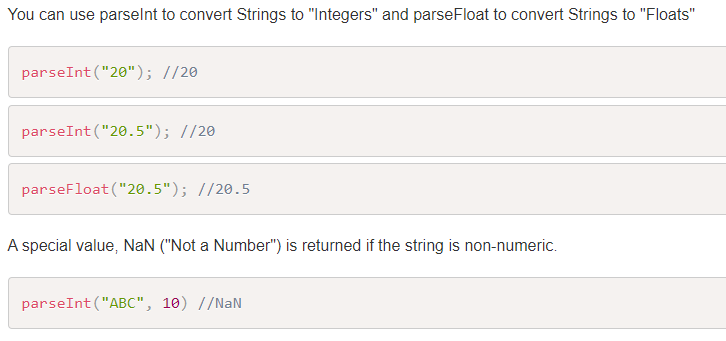 You can use parseInt to convert Strings to "Integers" and parseFloat to convert Strings to "Floats"
parseInt("20"); //20
parseInt("20.5"); //20
parseFloat("20.5"); //20.5
A special value, NaN ("Not a Number") is returned if the string is non-numeric.
parseInt("ABC", 10) //NaN